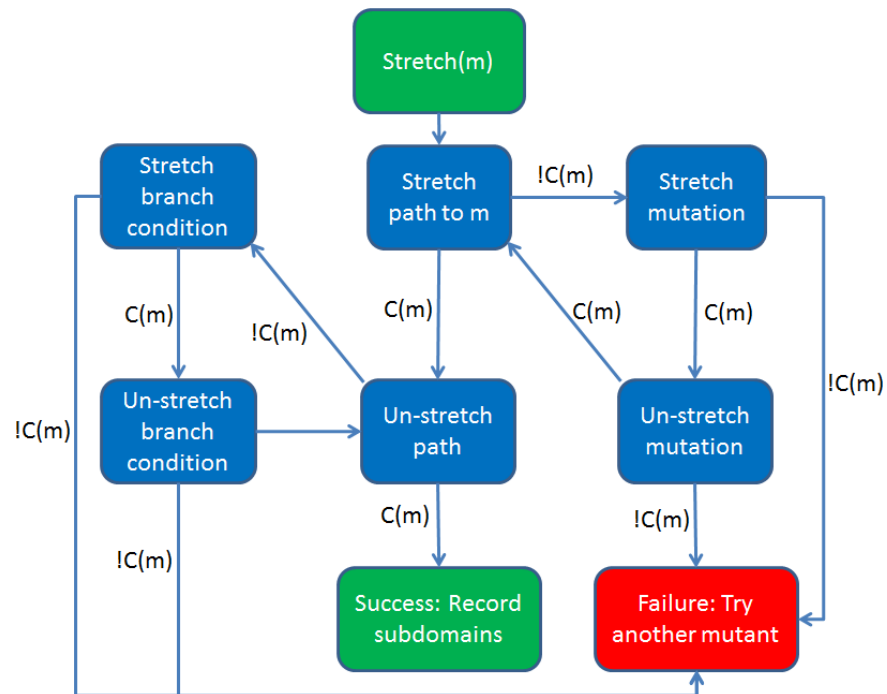 Stretch(m)
Stretch
branch
condition
Stretch
path to m
!C(m)
Stretch
mutation
C(m)
!C(m)
C(m)
C(m)
C(m)
!C(m)
!C(m)
Un-stretch
branch
condition
Un-stretch
path
Un-stretch
mutation
!C(m)
C(m)
!C(m)
Success: Record
subdomains
Failure: Try
another mutant